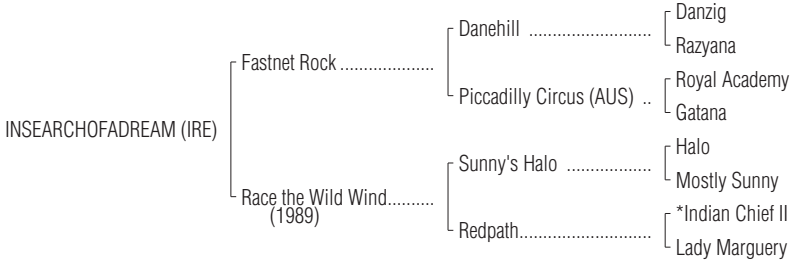 Danzig
Danehill ..........................
Razyana
Fastnet Rock ....................
Royal Academy
Piccadilly Circus (AUS) ..
Gatana
INSEARCHOFADREAM (IRE)
Halo
Sunny's Halo ..................
Mostly Sunny
Race the Wild Wind..........
(1989)
*Indian Chief II
Redpath............................
Lady Marguery